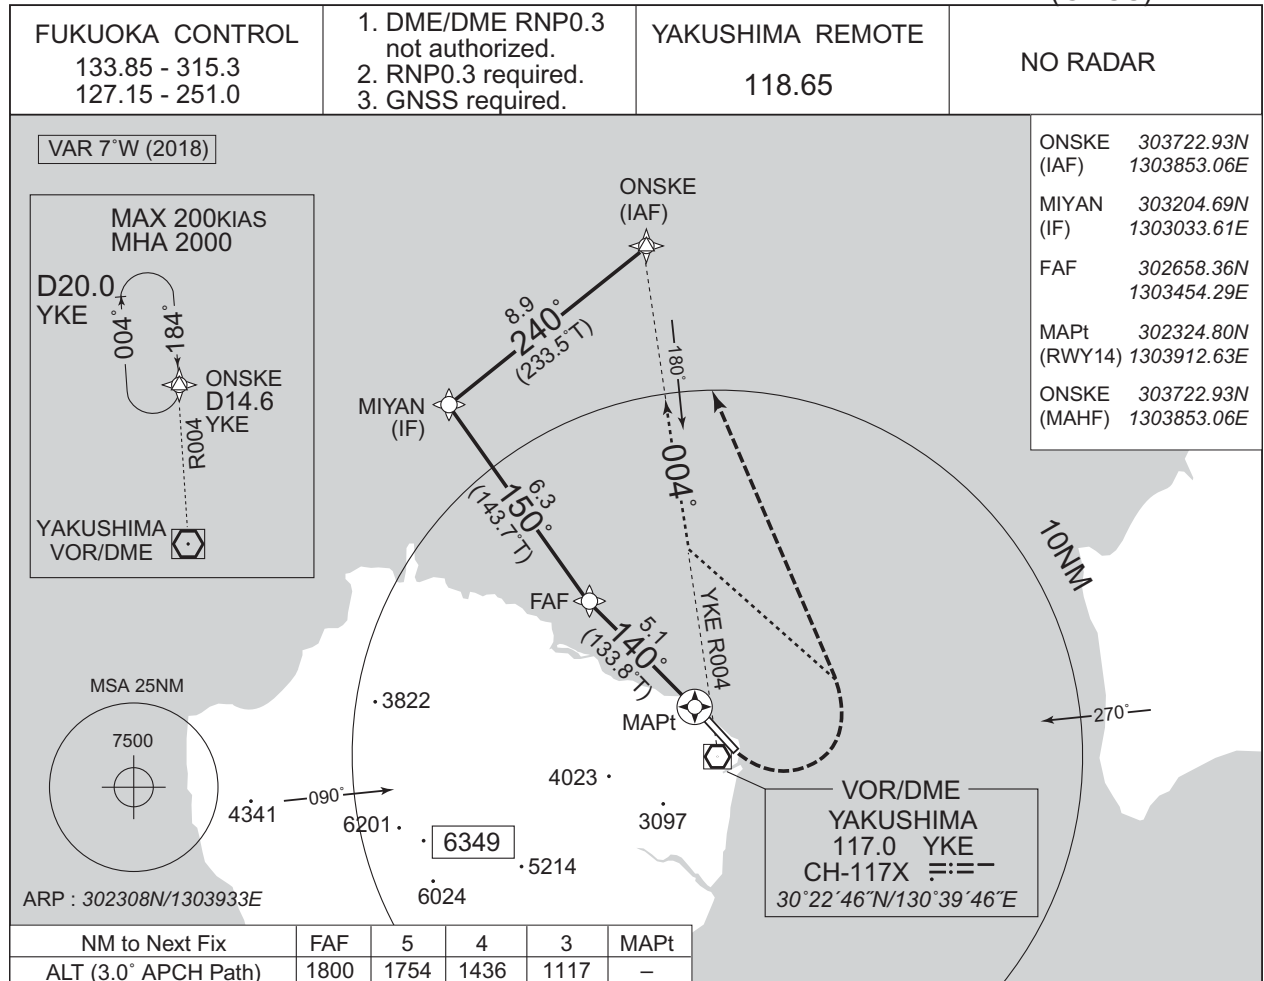 FUKUOKA CONTROL
133.85 - 315.3
127.15 - 251.0
1. DME/DME RNP0.3
not authorized.
2. RNP0.3 required.
3. GNSS required.
YAKUSHIMA REMOTE
118.65
NO RADAR
VAR 7˚W (2018)
MAX 200KIAS
MHA 2000
D20.0
YKE
004˚
184˚
ONSKE
D14.6
YKE
R004
YAKUSHIMA
VOR/DME
ONSKE
(IAF)
8.9
240˚
(233.5˚T)
MIYAN
(IF)
6.3
150˚
(143.7˚T)
FAF
5.1
140˚
(133.8˚T)
MAPt
180˚
004˚
YKE R004
10NM
270˚
090˚
ONSKE 303722.93N
(IAF) 1303853.06E
MIYAN 303204.69N
(IF) 1303033.61E
FAF 302658.36N
1303454.29E
MAPt 302324.80N
(RWY14) 1303912.63E
ONSKE 303722.93N
(MAHF) 1303853.06E
3822
4023
3097
4341
6201
6349
5214
6024
MSA 25NM
7500
ARP : 302308N/1303933E
VOR/DME
YAKUSHIMA
117.0 YKE
CH-117X
30˚22´46˝N/130˚39´46˝E
NM to Next Fix FAF 5 4 3 MAPt
ALT (3.0˚ APCH Path) 1800 1754 1436 1117 –